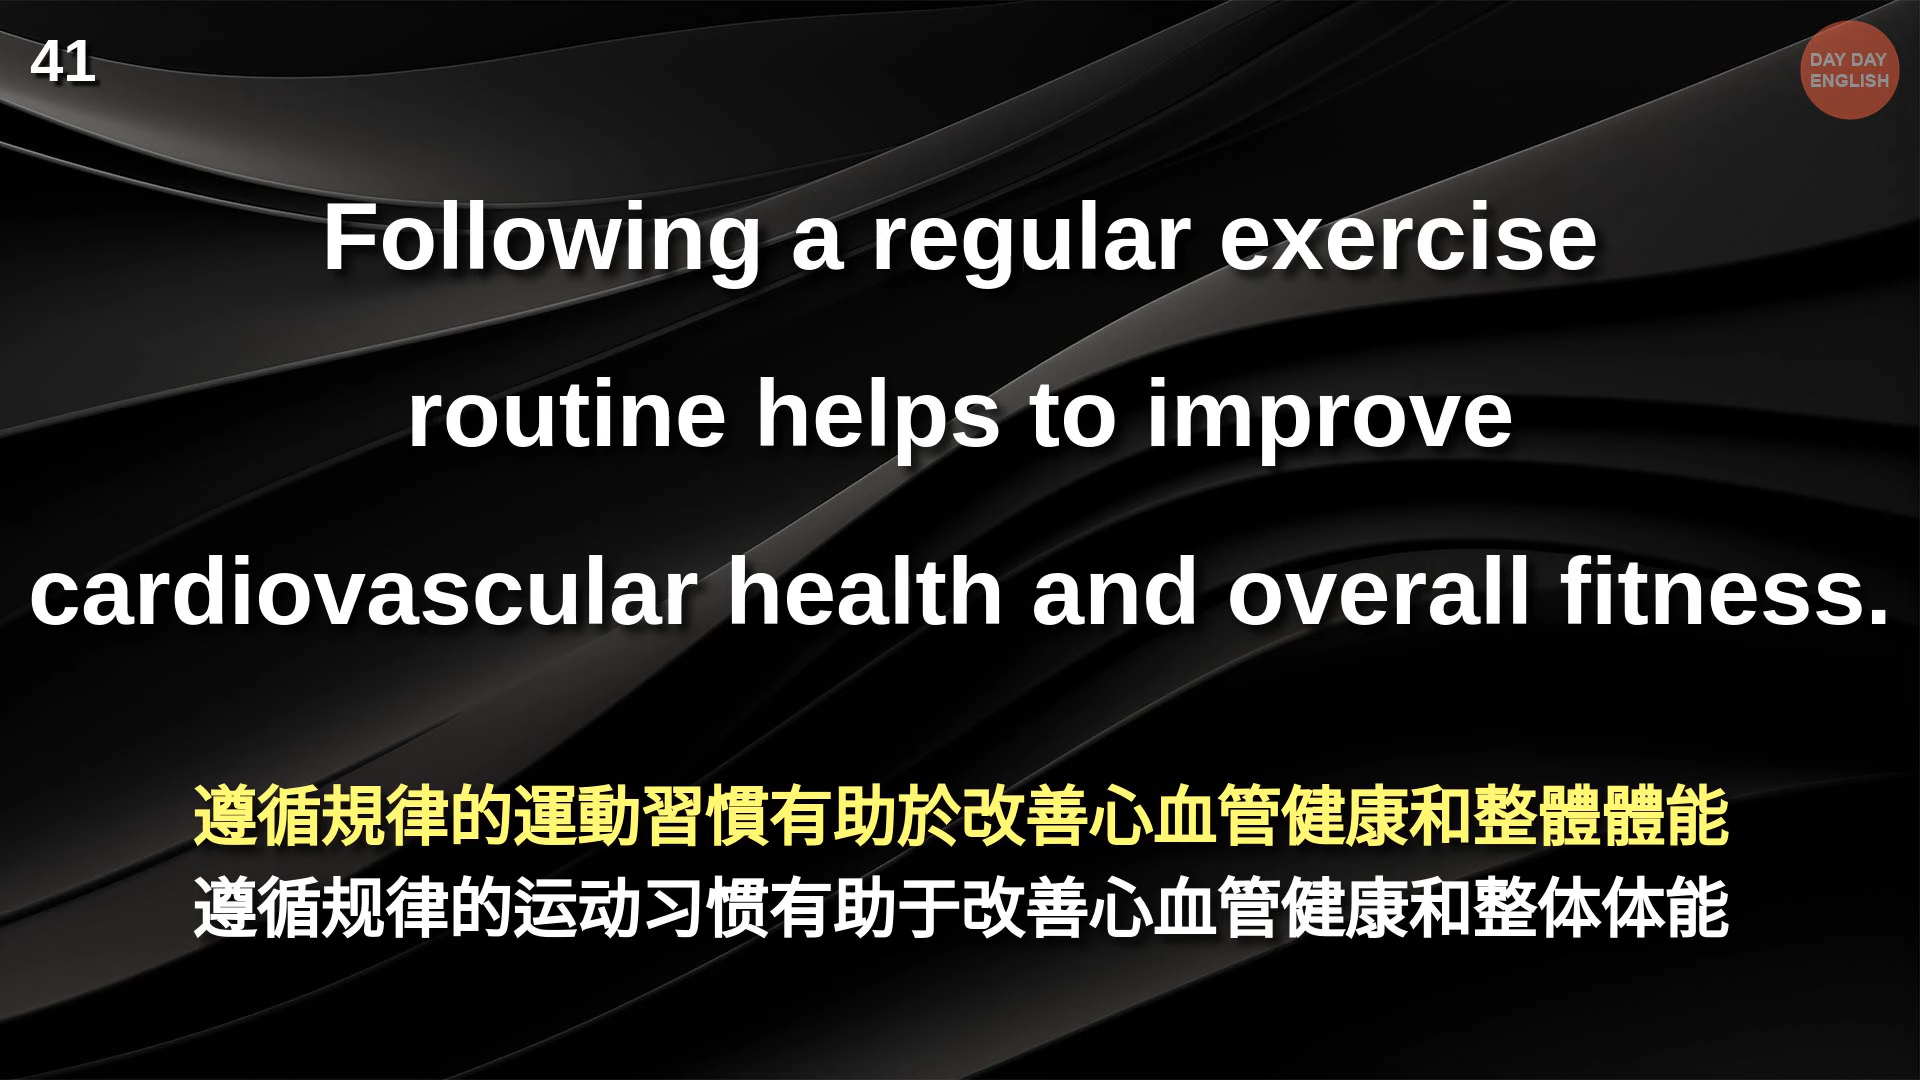 41
DAY DAY
ENGLISH
Following a regular exercise
routine helps to improve
cardiovascular health and overall fitness.
遵循規律的運動習慣有助於改善心血管健康和整體體能
遵循规律的运动习惯有助于改善心血管健康和整体体能